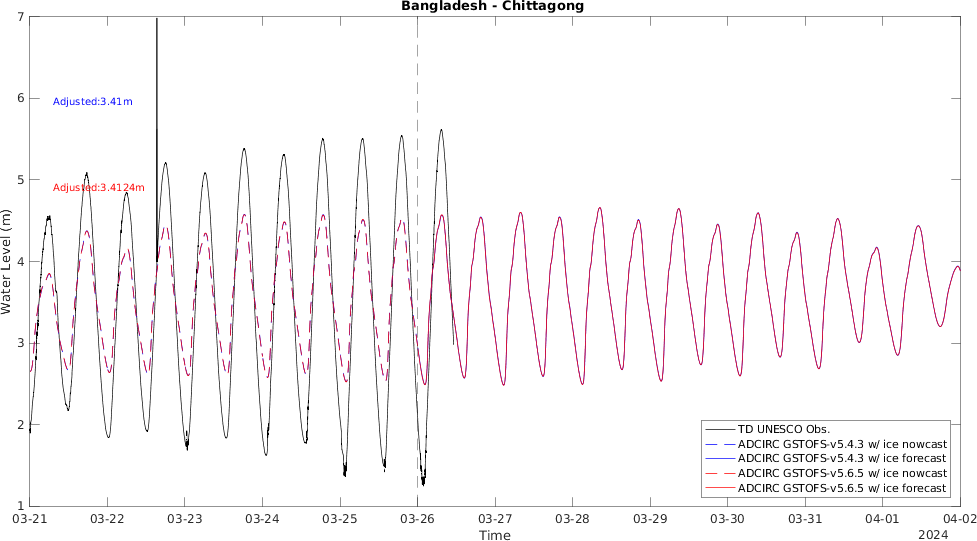 Bangladesh - Chittagong
7
6
5
4
3
2
1
Water Level (m)
Adjusted:3.41m
Adjusted:3.4124m
TD UNESCO Obs.
ADCIRC GSTOFS-v5.4.3 w/ ice nowcast
ADCIRC GSTOFS-v5.4.3 w/ ice forecast
ADCIRC GSTOFS-v5.6.5 w/ ice nowcast
ADCIRC GSTOFS-v5.6.5 w/ ice forecast
03-21 03-22 03-23 03-24 03-25 03-26 03-27 03-28 03-29 03-30 03-31 04-01 04-02
Time
2024